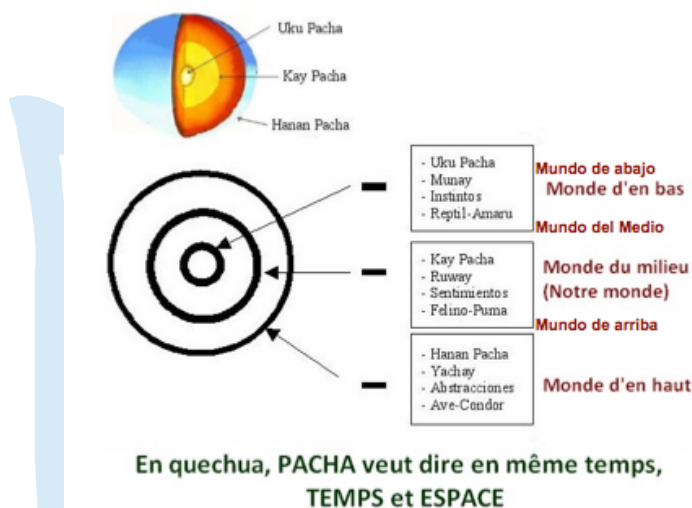 Uku Pacha
Kay Pacha
Hanan Pacha
- Uku Pacha
- Munay
- Instintos
- Reptil-Amaru
Mundo de abajo
Monde d'en bas
Mundo del Medio
- Kay Pacha
- Ruway
- Sentimientos
- Felino-Puma
Monde du milieu
(Notre monde)
Mundo de arriba
- Hanan Pacha
- Yachay
- Abstracciones
- Ave-Condor
Monde d'en haut
En quechua, PACHA veut dire en même temps,
TEMPS et ESPACE